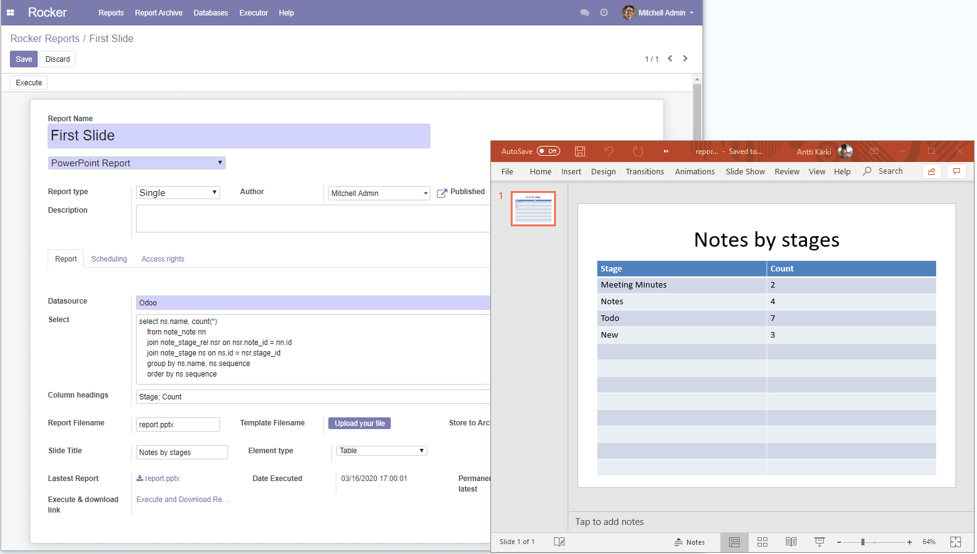 Rocker Reports Report Archive Databases Executor Help Mitchell Admin
Rocker Reports / First Slide
Save Discard
1 / 1
Execute
Report Name
First Slide
PowerPoint Report
Report type Single Author Mitchell Admin Published
Description
Report Scheduling Access rights
Datasource Odoo
Select
select ns.name, count(*)
from note_note nn
join note_stage_rel nsr on nsr.note_id = nn.id
join note_stage ns on ns.id = nsr.stage_id
group by ns.name, ns.sequence
order by ns.sequence
Column headings Stage; Count
Report Filename report.pptx Template Filename Upload your file Store to Arc
Slide Title Notes by stages Element type Table
Lastest Report report.pptx Date Executed 03/16/2020 17:00:01 Permanen
latest
Execute & download Execute and Download Re...
link
AutoSave Off repor... - Saved to... Antti Kärki
File Home Insert Design Transitions Animations Slide Show Review View Help Search
1
Notes by stages
Stage Count
Meeting Minutes 2
Notes 4
Todo 7
New 3
Tap to add notes
Slide 1 of 1 Notes 64%